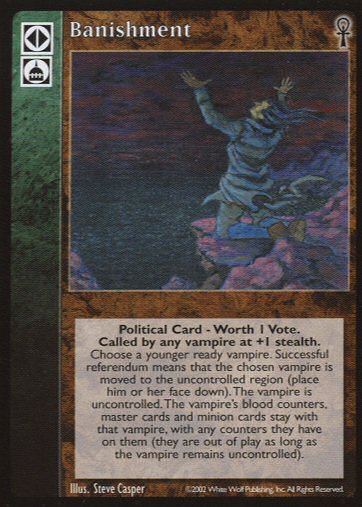 Banishment
Political Card - Worth 1 Vote.
Called by any vampire at +1 stealth.
Choose a younger ready vampire. Successful
referendum means that the chosen vampire is
moved to the uncontrolled region (place
him or her face down). The vampire is
uncontrolled. The vampire's blood counters,
master cards and minion cards stay with
that vampire, with any counters they have
on them (they are out of play as long as
the vampire remains uncontrolled).
Illus. Steve Casper ©2002 White Wolf Publishing, Inc. All Rights Reserved.